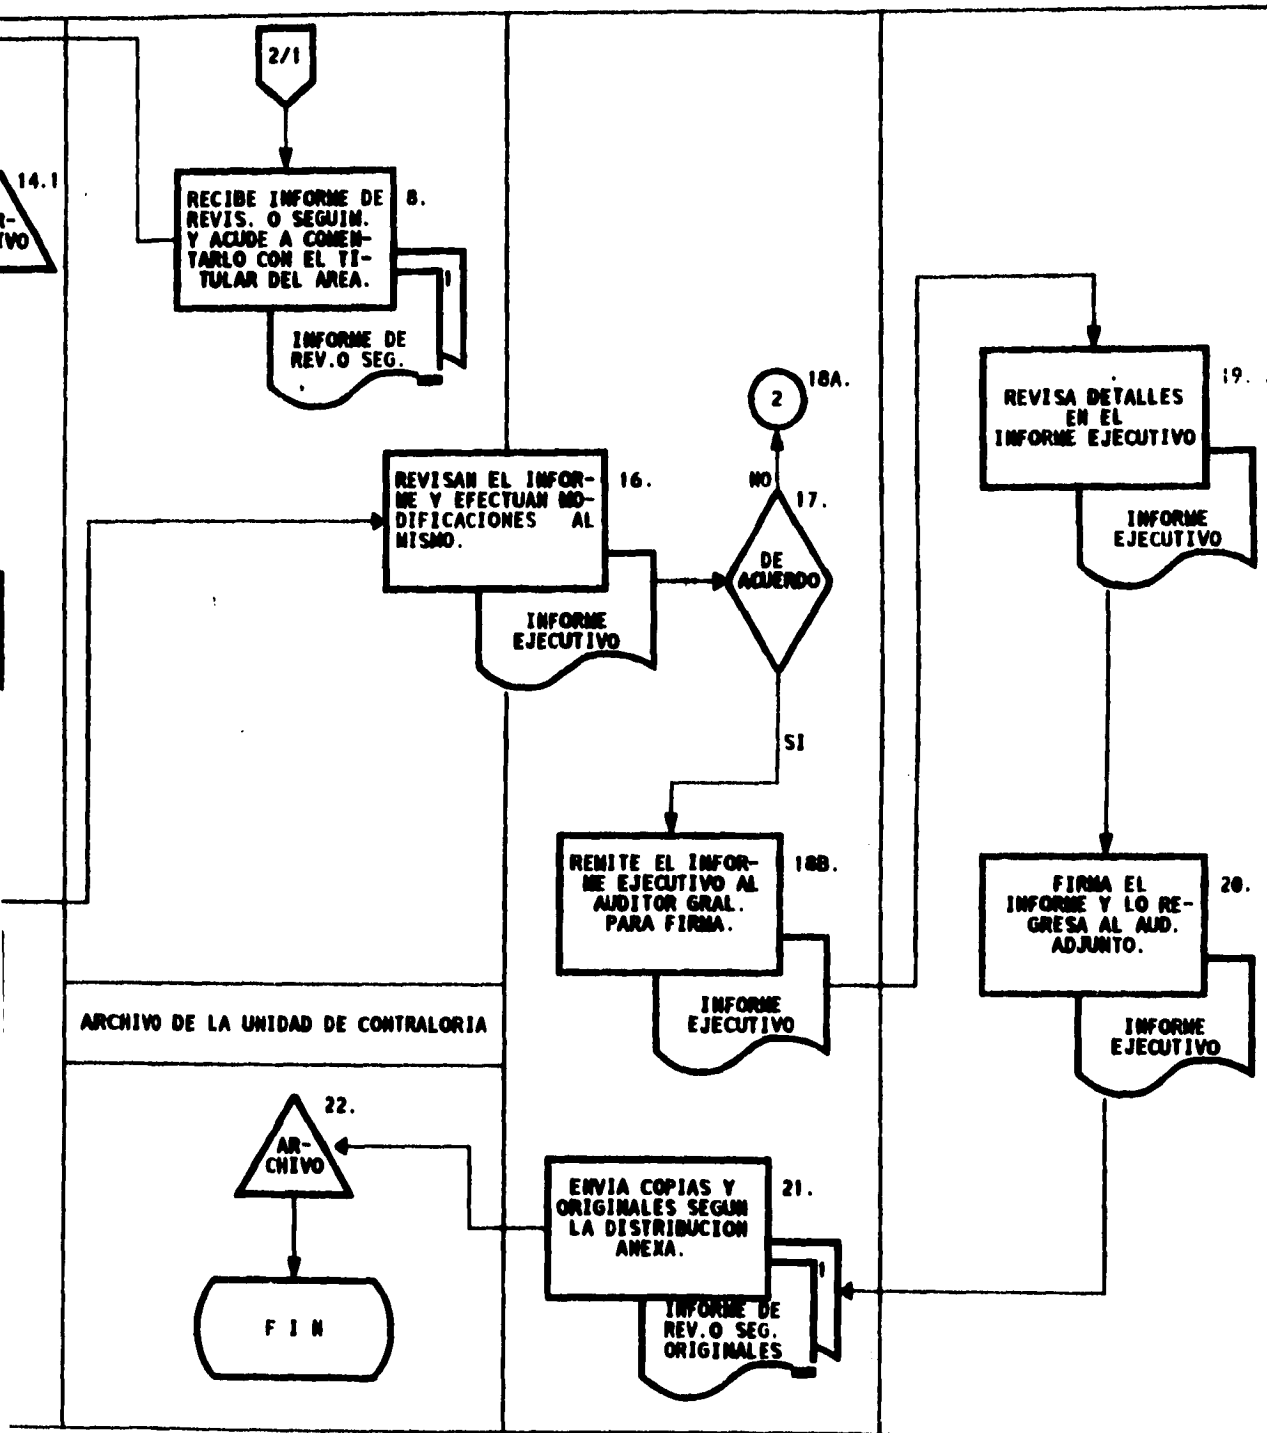 2/1
14.1
RECIBE INFORME DE
REVIS. O SEGUIM.
Y ACUDE A COMEN-
TARLO CON EL TI-
TULAR DEL AREA.
8.
1
INFORME DE
REV.O SEG.
REVISAN EL INFOR-
ME Y EFECTUAN MO-
DIFICACIONES AL
MISMO.
16.
INFORME
EJECUTIVO
2
18A.
NO
17.
DE
ACUERDO
SI
REMITE EL INFOR-
ME EJECUTIVO AL
AUDITOR GRAL.
PARA FIRMA.
18B.
INFORME
EJECUTIVO
REVISA DETALLES
EN EL
INFORME EJECUTIVO
19.
INFORME
EJECUTIVO
FIRMA EL
INFORME Y LO RE-
GRESA AL AUD.
ADJUNTO.
20.
INFORME
EJECUTIVO
ARCHIVO DE LA UNIDAD DE CONTRALORIA
22.
AR-
CHIVO
F I N
ENVIA COPIAS Y
ORIGINALES SEGUN
LA DISTRIBUCION
ANEXA.
21.
1
INFORME DE
REV.O SEG.
ORIGINALES